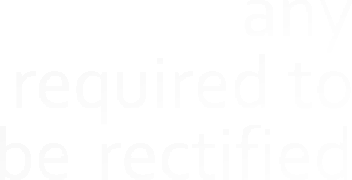 any
required to
be rectified